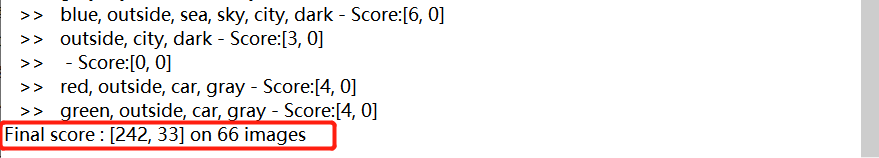 >> blue, outside, sea, sky, city, dark - Score:[6, 0]
>> outside, city, dark - Score:[3, 0]
>>  - Score:[0, 0]
>> red, outside, car, gray - Score:[4, 0]
>> green, outside, car, gray - Score:[4, 0]
Final score : [242, 33] on 66 images